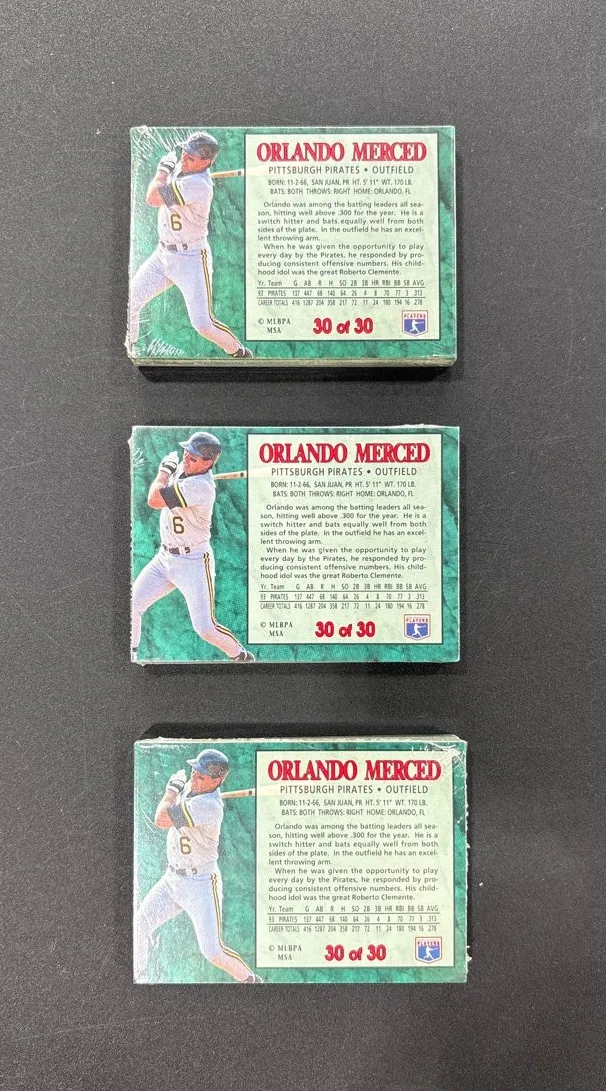 ORLANDO MERCED
PITTSBURGH PIRATES • OUTFIELD
BORN: 11-2-66, SAN JUAN, PR HT. 5' 11" WT. 170 LB.
BATS: BOTH THROWS: RIGHT HOME: ORLANDO, FL
Orlando was among the batting leaders all sea-
son, hitting well above .300 for the year. He is a
switch hitter and bats equally well from both
sides of the plate. In the outfield he has an excel-
lent throwing arm.
When he was given the opportunity to play
every day by the Pirates, he responded by pro-
ducing consistent offensive numbers. His child-
hood idol was the great Roberto Clemente.
Yr. Team G AB R H SO 2B 3B HR RBI BB SB AVG
93 PIRATES 137 447 68 140 64 26 4 8 70 77 3 .313
CAREER TOTALS 416 1287 204 358 217 72 11 24 180 194 16 .278
© MLBPA
MSA
30 of 30
PLAYERS
6
ORLANDO MERCED
PITTSBURGH PIRATES • OUTFIELD
BORN: 11-2-66, SAN JUAN, PR HT. 5' 11" WT. 170 LB.
BATS: BOTH THROWS: RIGHT HOME: ORLANDO, FL
Orlando was among the batting leaders all sea-
son, hitting well above .300 for the year. He is a
switch hitter and bats equally well from both
sides of the plate. In the outfield he has an excel-
lent throwing arm.
When he was given the opportunity to play
every day by the Pirates, he responded by pro-
ducing consistent offensive numbers. His child-
hood idol was the great Roberto Clemente.
Yr. Team G AB R H SO 2B 3B HR RBI BB SB AVG
93 PIRATES 137 447 68 140 64 26 4 8 70 77 3 .313
CAREER TOTALS 416 1287 204 358 217 72 11 24 180 194 16 .278
© MLBPA
MSA
30 of 30
PLAYERS
6
ORLANDO MERCED
PITTSBURGH PIRATES • OUTFIELD
BORN: 11-2-66, SAN JUAN, PR HT. 5' 11" WT. 170 LB.
BATS: BOTH THROWS: RIGHT HOME: ORLANDO, FL
Orlando was among the batting leaders all sea-
son, hitting well above .300 for the year. He is a
switch hitter and bats equally well from both
sides of the plate. In the outfield he has an excel-
lent throwing arm.
When he was given the opportunity to play
every day by the Pirates, he responded by pro-
ducing consistent offensive numbers. His child-
hood idol was the great Roberto Clemente.
Yr. Team G AB R H SO 2B 3B HR RBI BB SB AVG
93 PIRATES 137 447 68 140 64 26 4 8 70 77 3 .313
CAREER TOTALS 416 1287 204 358 217 72 11 24 180 194 16 .278
© MLBPA
MSA
30 of 30
PLAYERS
6